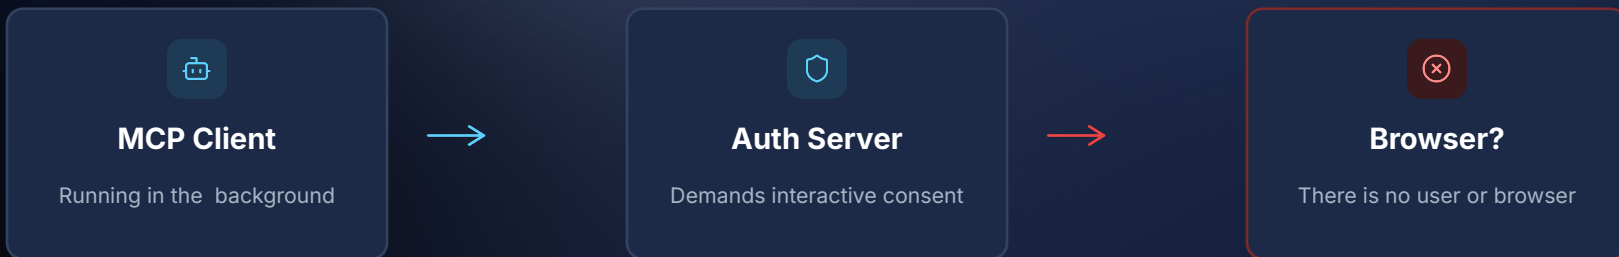 MCP Client
Running in the  background
Auth Server
Demands interactive consent
Browser?
There is no user or browser